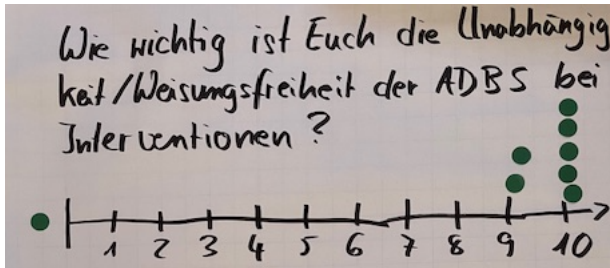 Wie wichtig ist Euch die Unabhängig
keit/Weisungsfreiheit der ADBS bei
Interventionen?
1 2 3 4 5 6 7 8 9 10